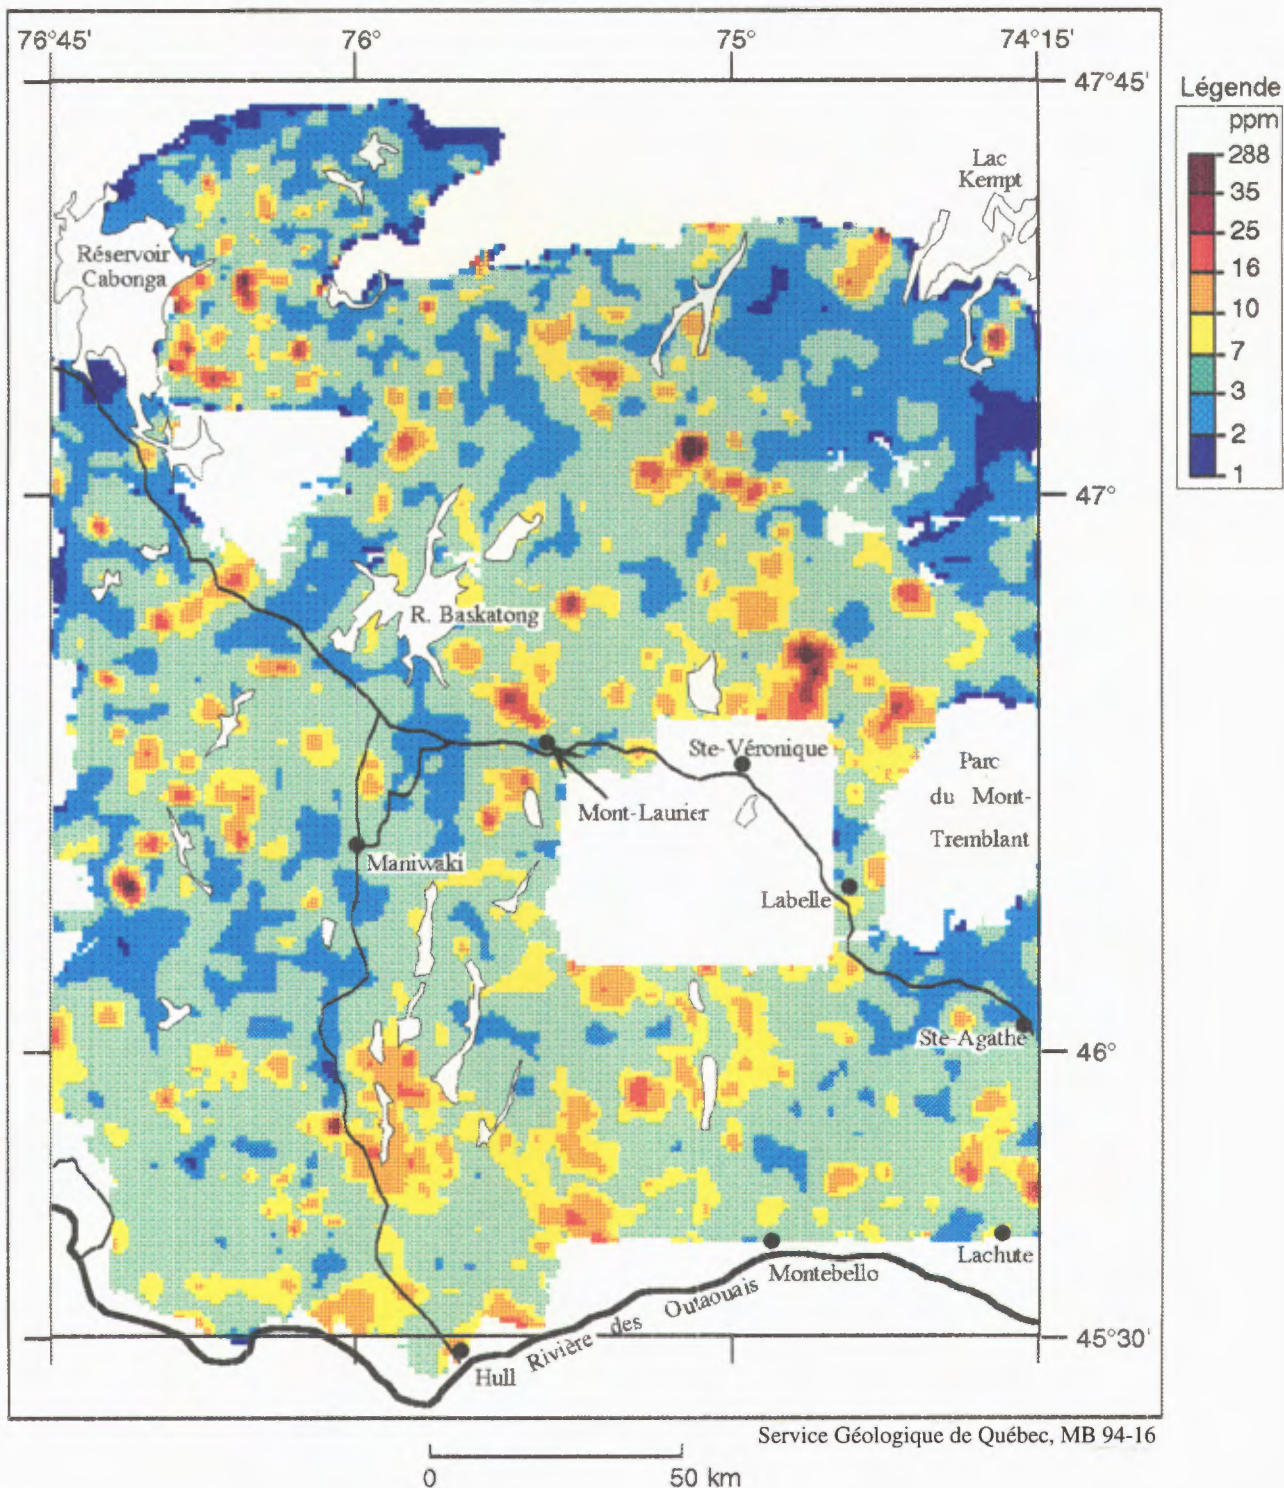 76°45'
76°
75°
74°15'
47°45'
Légende
ppm
288
35
25
16
10
7
3
2
1
Lac
Kempt
Réservoir
Cabonga
47°
R. Baskatong
Ste-Véronique
Parc
du Mont-
Tremblant
Mont-Laurier
Maniwaki
Labelle
Ste-Agathe
46°
Lachute
Montebello
Rivière des Outaouais
45°30'
Hull
Service Géologique de Québec, MB 94-16
0
50 km